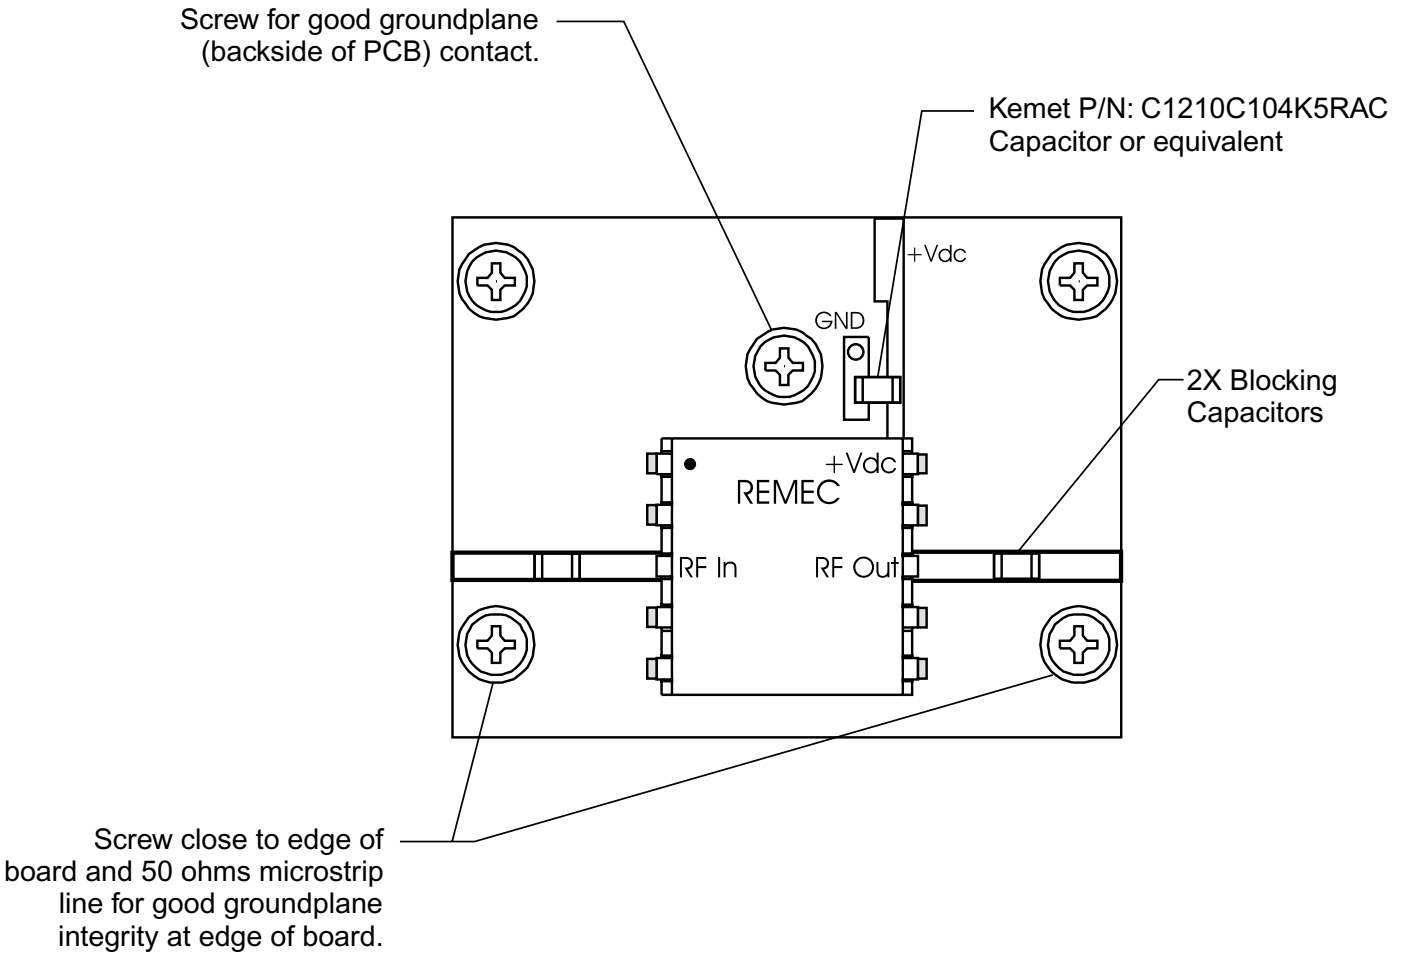 Screw for good groundplane
(backside of PCB) contact.
Kemet P/N: C1210C104K5RAC
Capacitor or equivalent
+Vdc
GND
2X Blocking
Capacitors
+Vdc
REMEC
RF In
RF Out
Screw close to edge of
board and 50 ohms microstrip
line for good groundplane
integrity at edge of board.